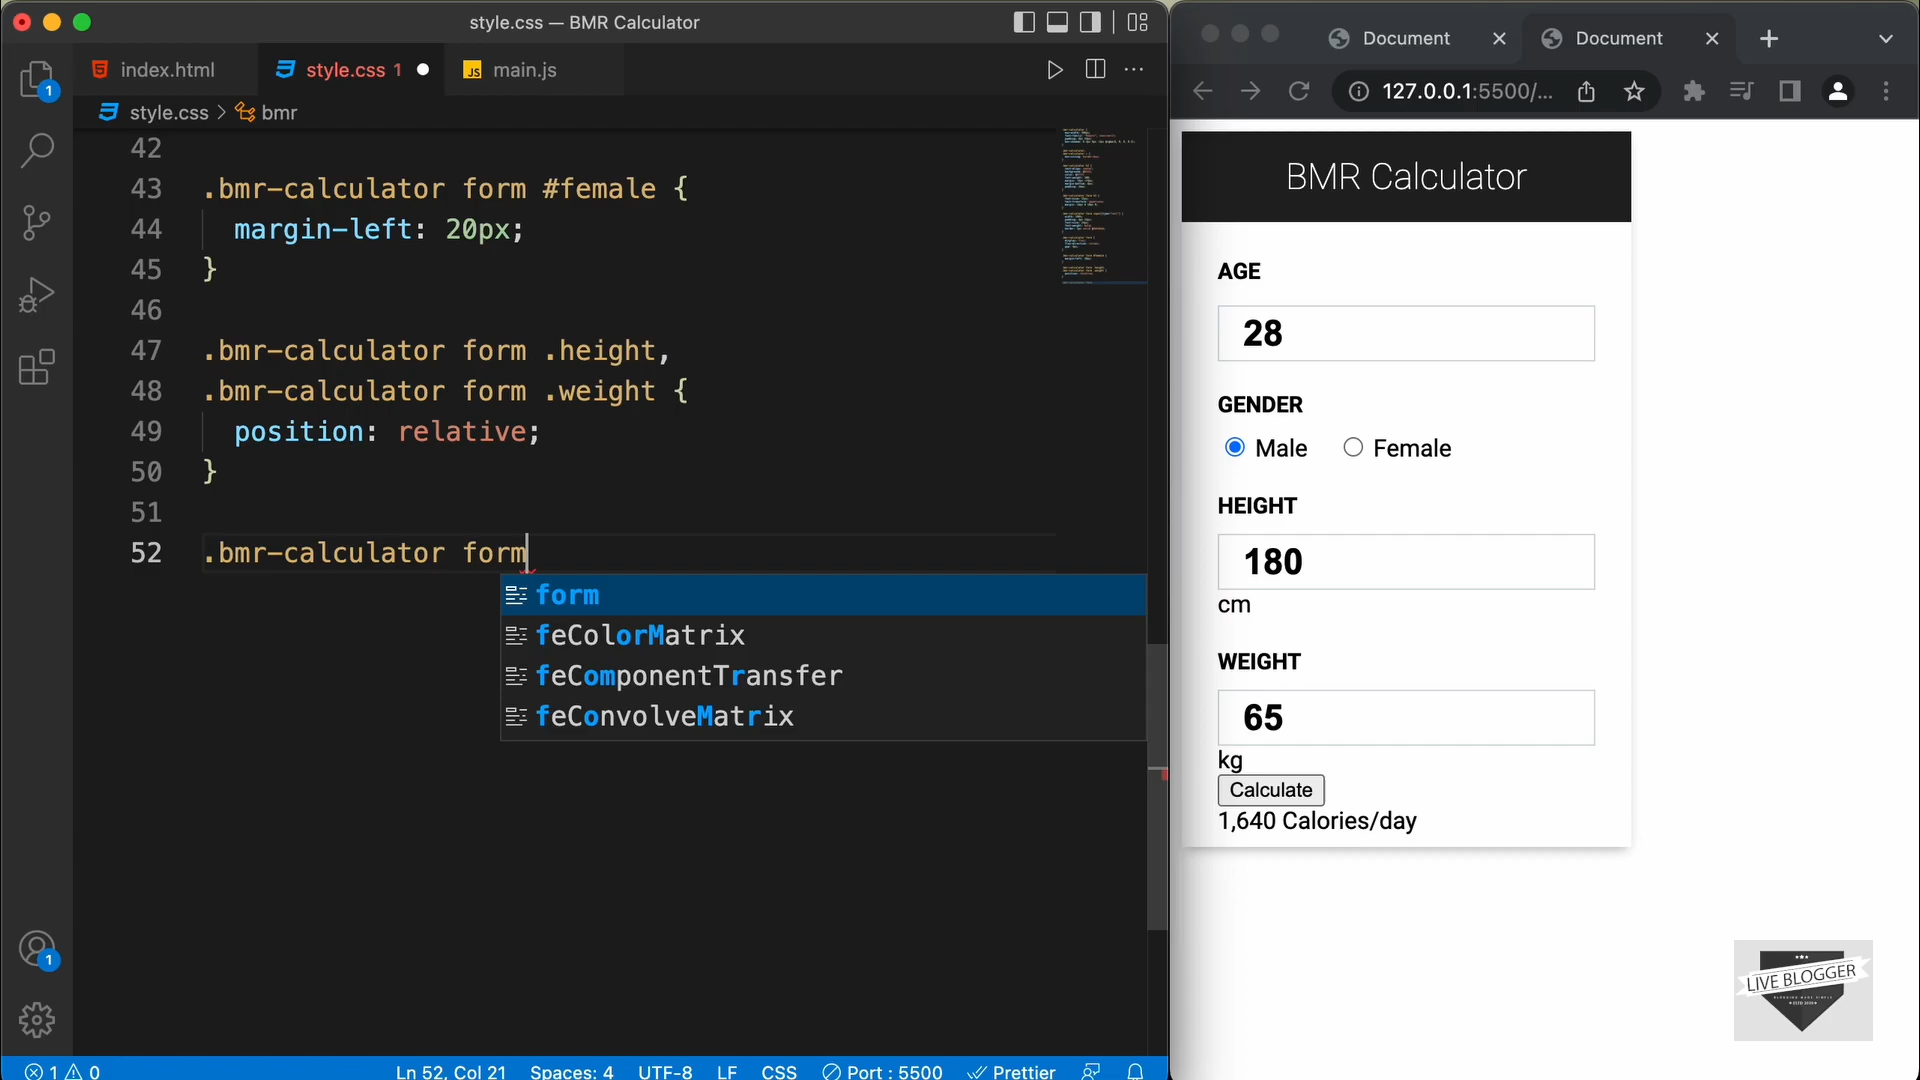 style.css — BMR Calculator
index.html
style.css 1
main.js
style.css > bmr
42
43 .bmr-calculator form #female {
44 margin-left: 20px;
45 }
46
47 .bmr-calculator form .height,
48 .bmr-calculator form .weight {
49 position: relative;
50 }
51
52 .bmr-calculator form
form
feColorMatrix
feComponentTransfer
feConvolveMatrix
1
1
1 0
Ln 52, Col 21
Spaces: 4
UTF-8
LF
CSS
Port : 5500
Prettier
Document
Document
127.0.0.1:5500/...
BMR Calculator
AGE
28
GENDER
Male
Female
HEIGHT
180
cm
WEIGHT
65
kg
Calculate
1,640 Calories/day
LIVE BLOGGER